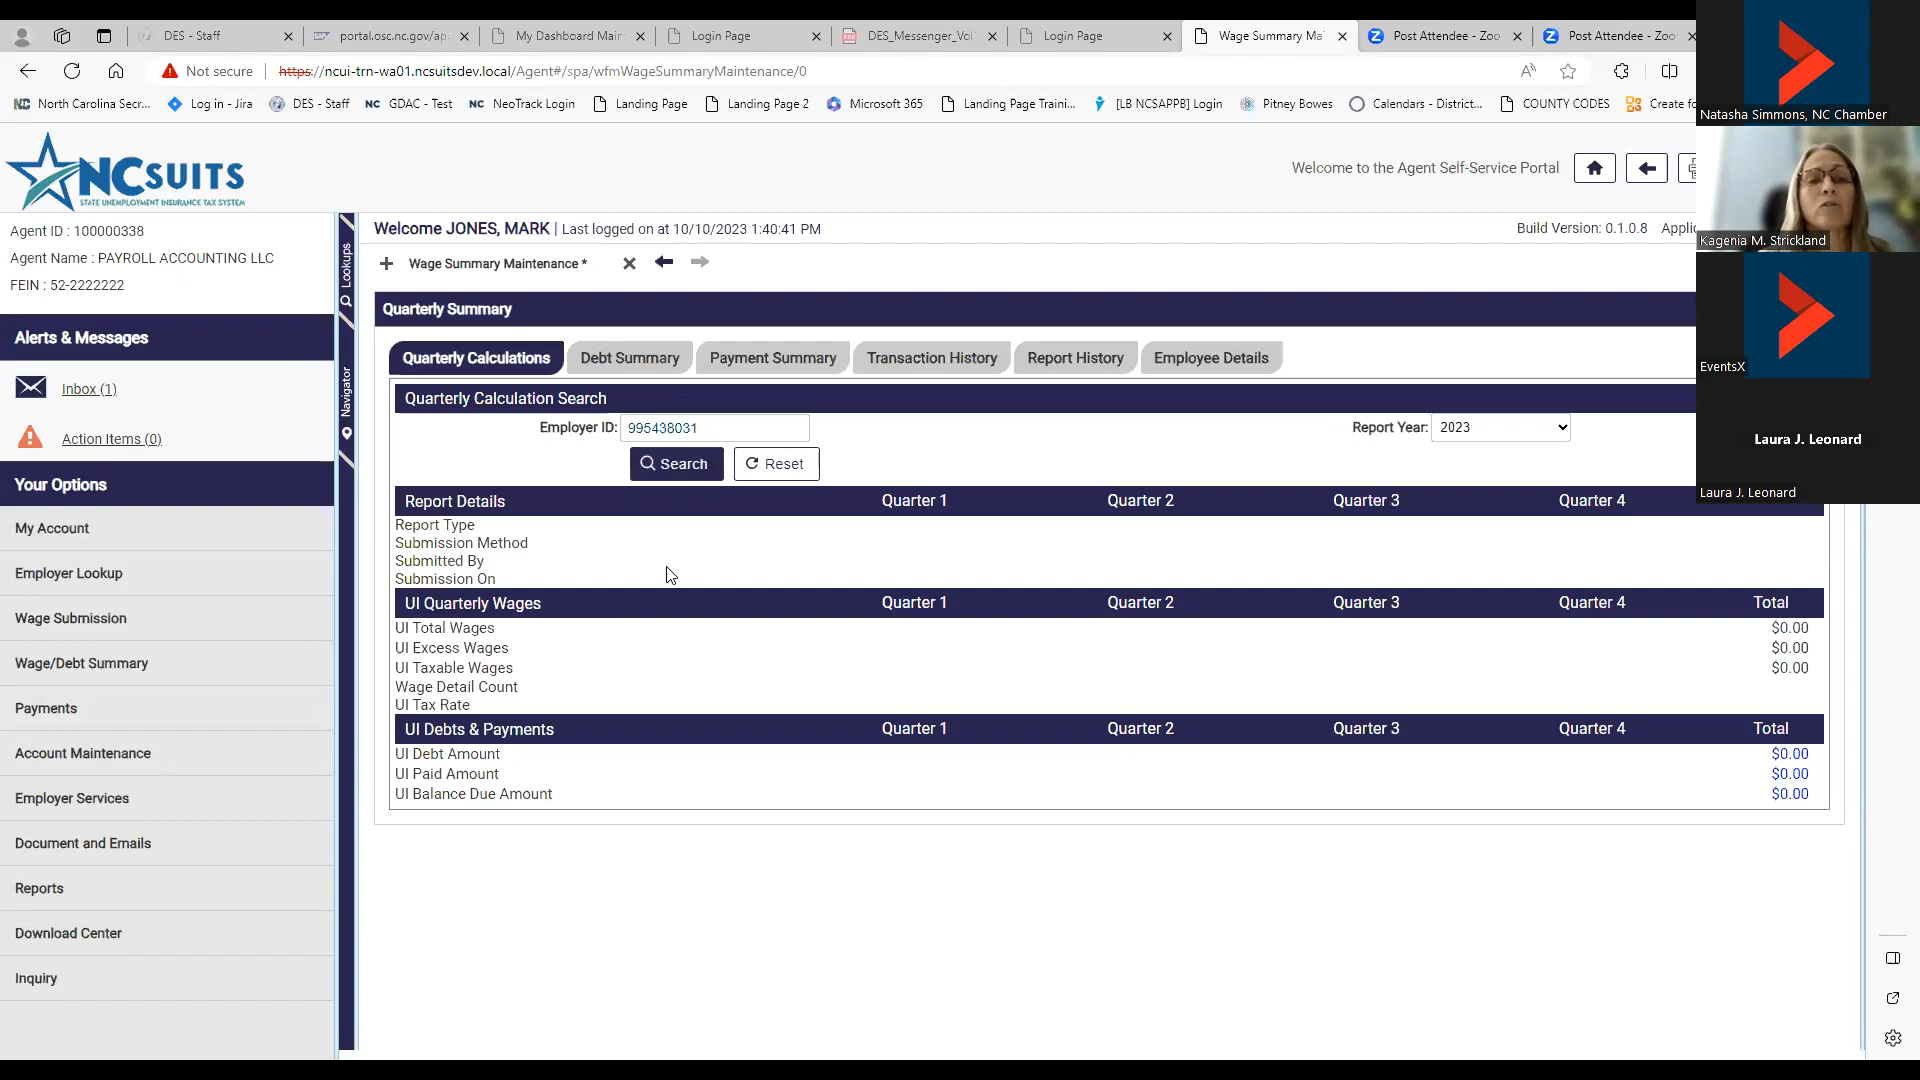 DES - Staff
portal.osc.nc.gov/ap
My Dashboard Main
Login Page
DES_Messenger_Vol
Login Page
Wage Summary Ma
Post Attendee - Zoo
Post Attendee - Zoo
Not secure
https://ncui-trn-wa01.ncsuitsdev.local/Agent#/spa/wfmWageSummaryMaintenance/0
North Carolina Secr...
Log in - Jira
DES - Staff
NC GDAC - Test
NC NeoTrack Login
Landing Page
Landing Page 2
Microsoft 365
Landing Page Traini...
[LB NCSAPPB] Login
Pitney Bowes
Calendars - District...
COUNTY CODES
Create fo
Natasha Simmons, NC Chamber
Kagenia M. Strickland
EventsX
Laura J. Leonard
Laura J. Leonard
NCSUITS
STATE UNEMPLOYMENT INSURANCE TAX SYSTEM
Welcome to the Agent Self-Service Portal
Agent ID : 100000338
Agent Name : PAYROLL ACCOUNTING LLC
FEIN : 52-2222222
Alerts & Messages
Inbox (1)
Action Items (0)
Your Options
My Account
Employer Lookup
Wage Submission
Wage/Debt Summary
Payments
Account Maintenance
Employer Services
Document and Emails
Reports
Download Center
Inquiry
Lookups
Navigator
Welcome JONES, MARK | Last logged on at 10/10/2023 1:40:41 PM
Build Version: 0.1.0.8 Applic
Wage Summary Maintenance *
Quarterly Summary
Quarterly Calculations
Debt Summary
Payment Summary
Transaction History
Report History
Employee Details
Quarterly Calculation Search
Employer ID: 995438031
Report Year: 2023
Search
Reset
Report Details Quarter 1 Quarter 2 Quarter 3 Quarter 4
Report Type
Submission Method
Submitted By
Submission On
UI Quarterly Wages Quarter 1 Quarter 2 Quarter 3 Quarter 4 Total
UI Total Wages $0.00
UI Excess Wages $0.00
UI Taxable Wages $0.00
Wage Detail Count
UI Tax Rate
UI Debts & Payments Quarter 1 Quarter 2 Quarter 3 Quarter 4 Total
UI Debt Amount $0.00
UI Paid Amount $0.00
UI Balance Due Amount $0.00